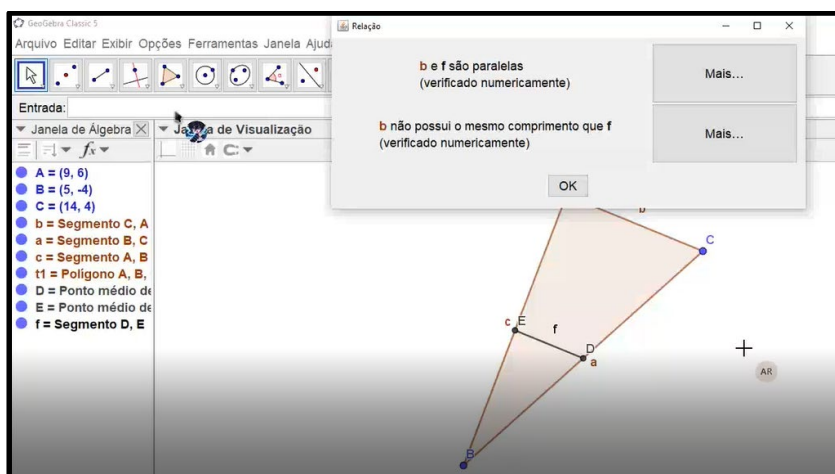 GeoGebra Classic 5
Arquivo Editar Exibir Opções Ferramentas Janela Ajud
Entrada:
Janela de Álgebra
Ja a de Visualização
fx
A = (9, 6)
B = (5, -4)
C = (14, 4)
b = Segmento C, A
a = Segmento B, C
c = Segmento A, B
t1 = Polígono A, B,
D = Ponto médio de
E = Ponto médio de
f = Segmento D, E
Relação
b e f são paralelas
(verificado numericamente)
Mais...
b não possui o mesmo comprimento que f
(verificado numericamente)
Mais...
OK
C
c E
f
D
a
B
AR